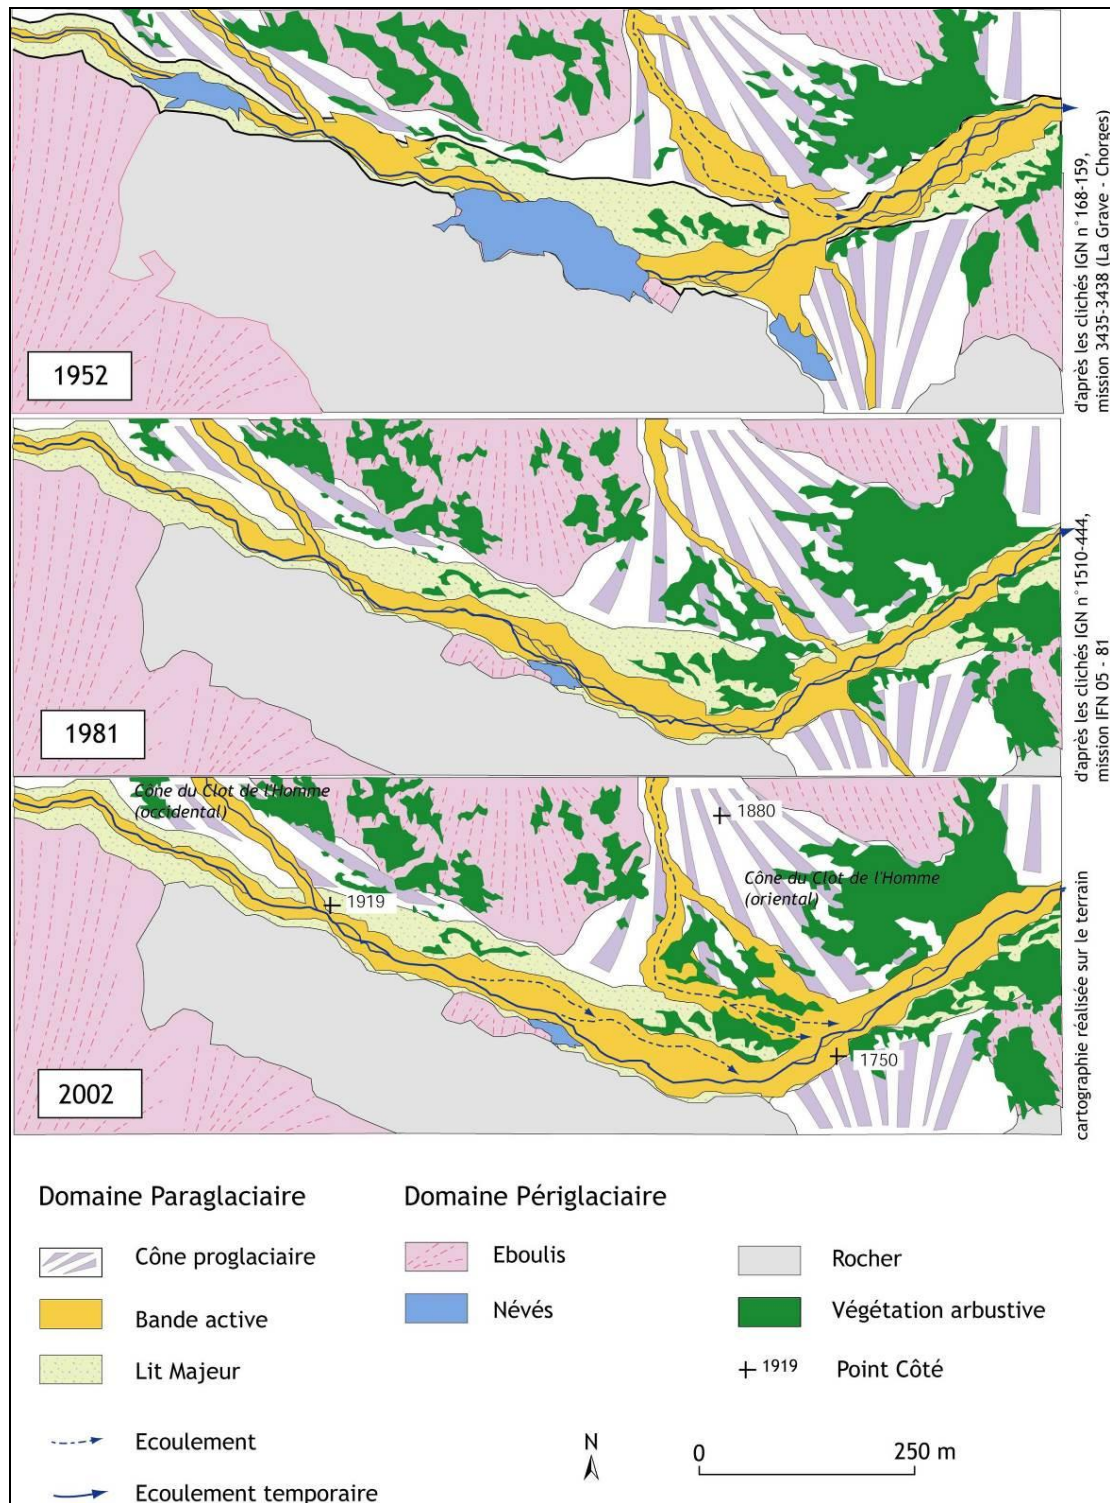 1952
d'après les clichés IGN n°168-159,
mission 3435-3438 (La Grave - Chorges)
1981
d'après les clichés IGN n°1510-444,
mission IFN 05 - 81
Cône du Clot de l'Homme
(occidental)
1880
Cône du Clot de l'Homme
(oriental)
1919
1750
2002
cartographie réalisée sur le terrain
Domaine Paraglaciaire
Domaine Périglaciaire
Cône proglaciaire
Eboulis
Rocher
Bande active
Névés
Végétation arbustive
Lit Majeur
1919
Point Côté
Ecoulement
N
0
250 m
Ecoulement temporaire